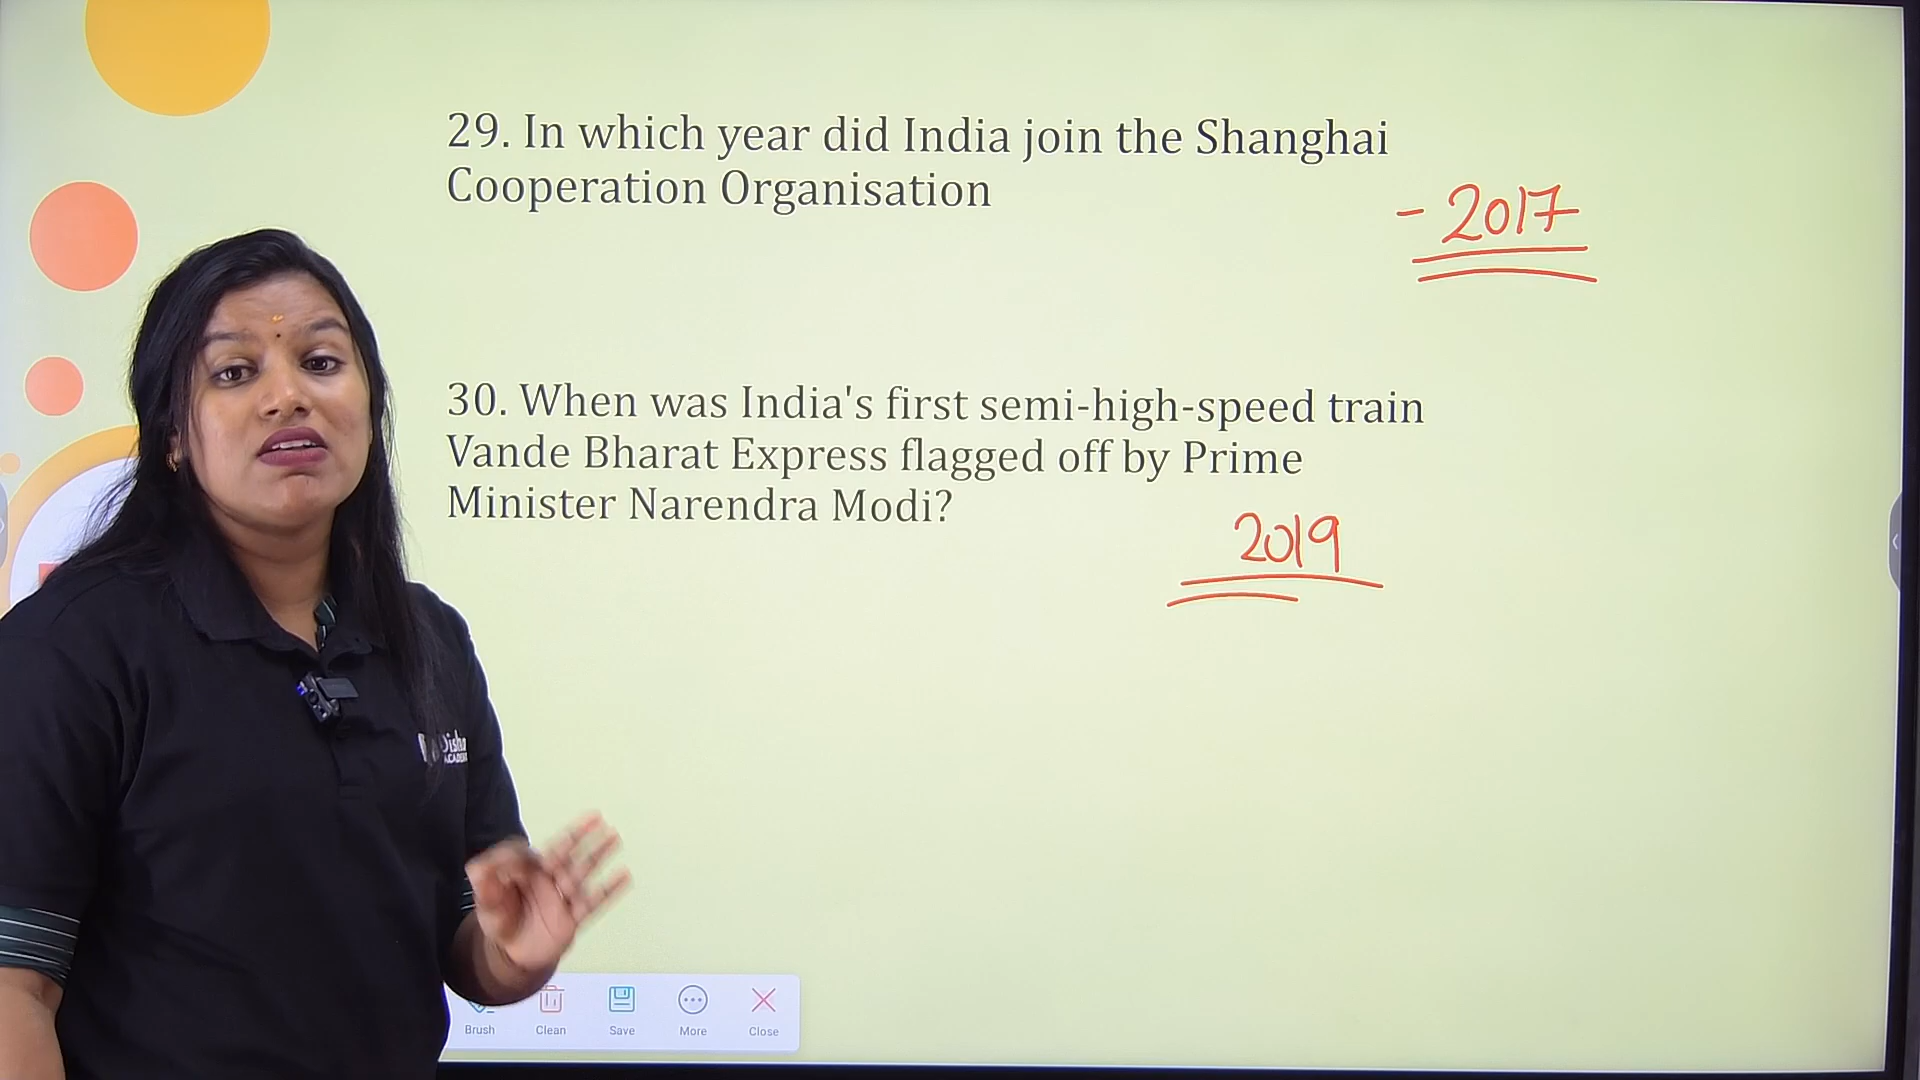 29. In which year did India join the Shanghai
Cooperation Organisation
- 2017
30. When was India's first semi-high-speed train
Vande Bharat Express flagged off by Prime
Minister Narendra Modi?
2019
Brush
Clean
Save
More
Close